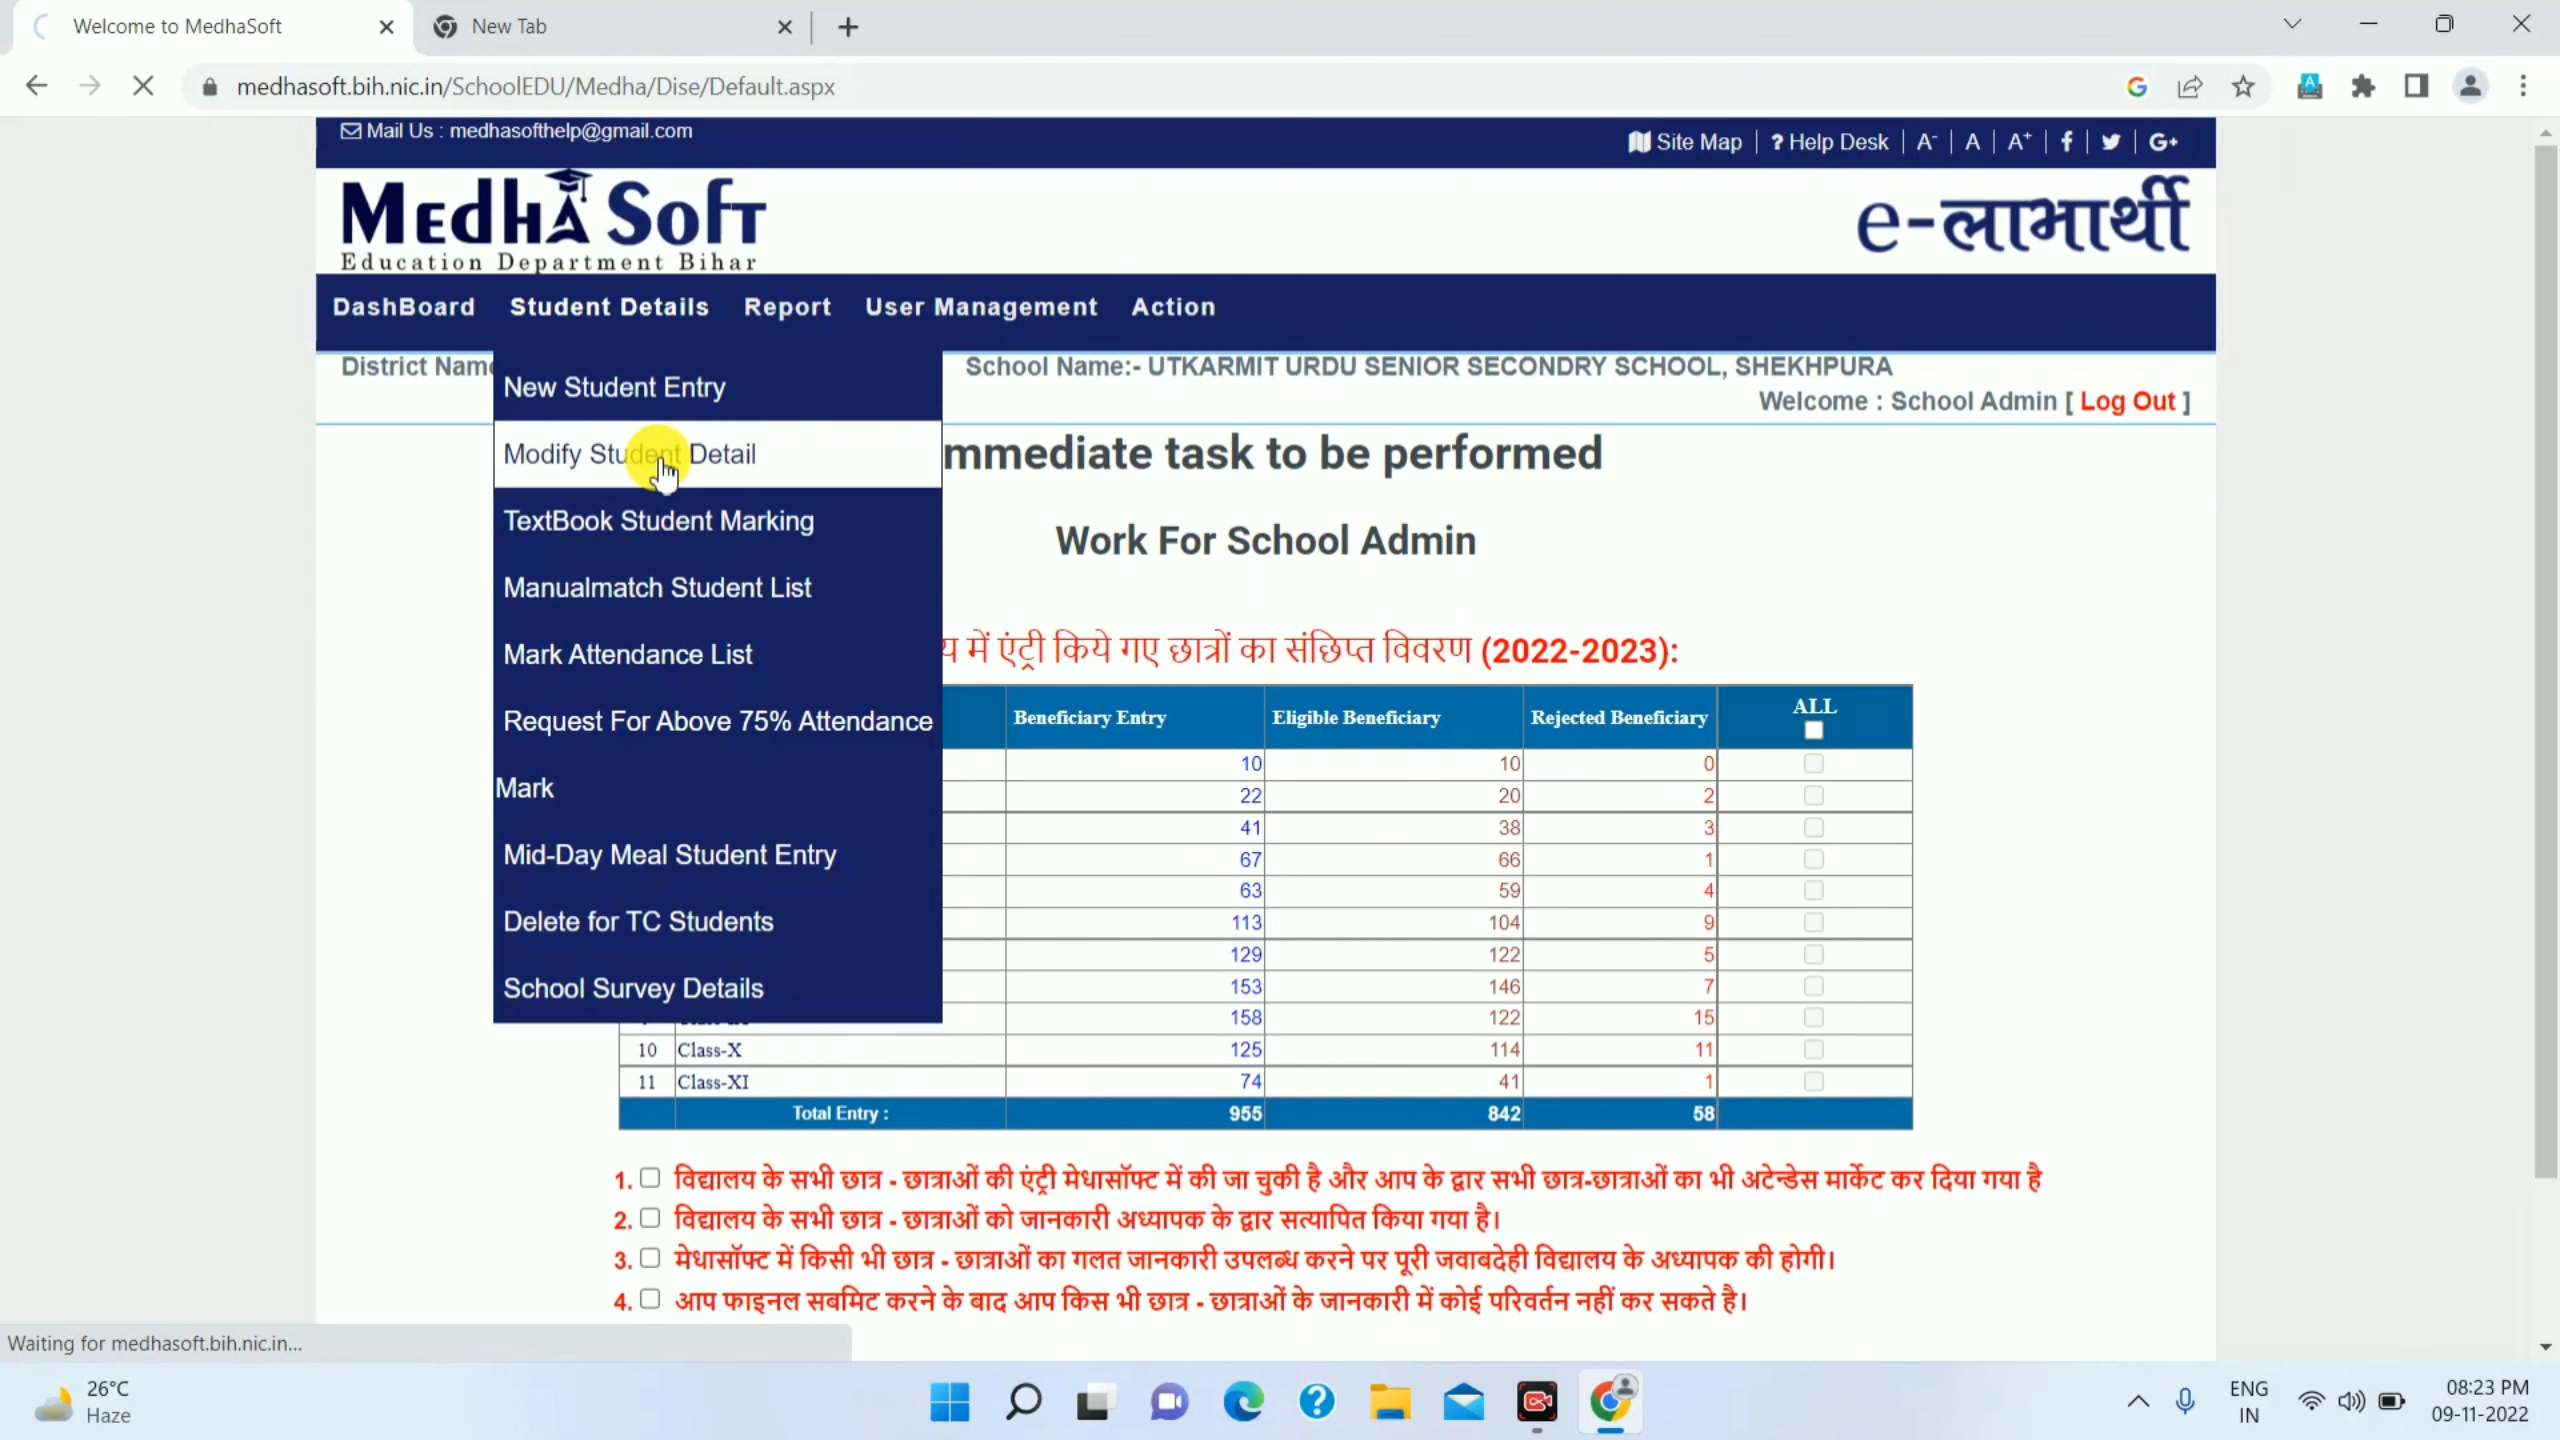 Welcome to MedhaSoft
New Tab
medhasoft.bih.nic.in/SchoolEDU/Medha/Dise/Default.aspx
Mail Us : medhasofthelp@gmail.com
Site Map
? Help Desk
A-
A
A+
G+
MEDHA SOFT
Education Department Bihar
e-लाभार्थी
DashBoard Student Details Report User Management Action
District Name
School Name:- UTKARMIT URDU SENIOR SECONDRY SCHOOL, SHEKHPURA
Welcome : School Admin [ Log Out ]
New Student Entry
Modify Student Detail
TextBook Student Marking
Manualmatch Student List
Mark Attendance List
Request For Above 75% Attendance
Mark
Mid-Day Meal Student Entry
Delete for TC Students
School Survey Details
mmediate task to be performed
Work For School Admin
में एंट्री किये गए छात्रों का संछिप्त विवरण (2022-2023):
Beneficiary Entry Eligible Beneficiary Rejected Beneficiary ALL
10 10 0
22 20 2
41 38 3
67 66 1
63 59 4
113 104 9
129 122 5
153 146 7
158 122 15
10 Class-X 125 114 11
11 Class-XI 74 41 1
Total Entry : 955 842 58
1. विद्यालय के सभी छात्र - छात्राओं की एंट्री मेधासॉफ्ट में की जा चुकी है और आप के द्वार सभी छात्र-छात्राओं का भी अटेन्डेस मार्केट कर दिया गया है
2. विद्यालय के सभी छात्र - छात्राओं को जानकारी अध्यापक के द्वार सत्यापित किया गया है।
3. मेधासॉफ्ट में किसी भी छात्र - छात्राओं का गलत जानकारी उपलब्ध करने पर पूरी जवाबदेही विद्यालय के अध्यापक की होगी।
4. आप फाइनल सबमिट करने के बाद आप किस भी छात्र - छात्राओं के जानकारी में कोई परिवर्तन नहीं कर सकते है।
Waiting for medhasoft.bih.nic.in...
26°C
Haze
ENG
IN
08:23 PM
09-11-2022